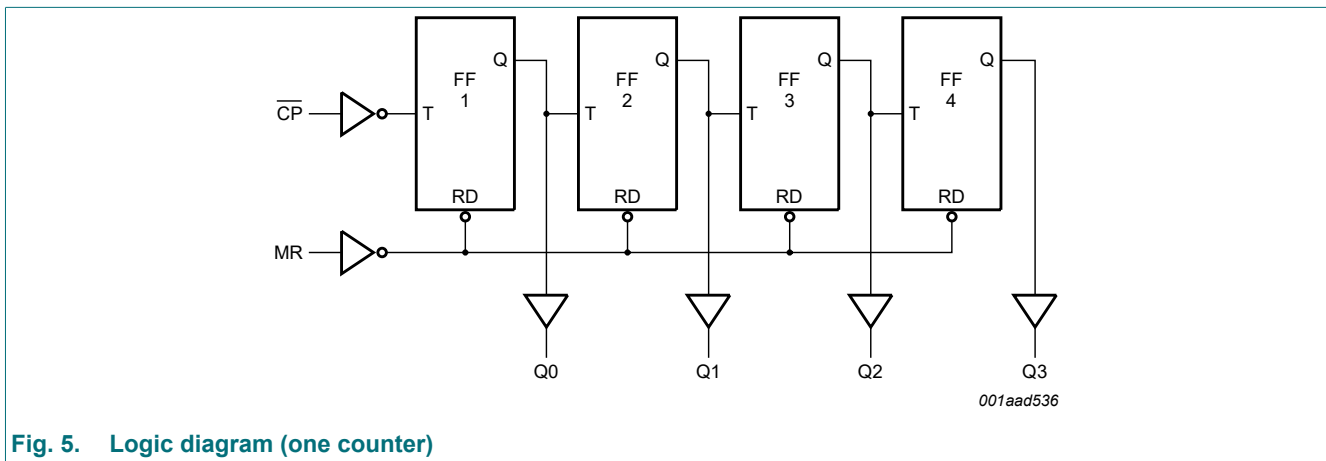 Q Q Q Q
FF FF FF FF
1 2 3 4
C̅P̅ T T T T
RD RD RD RD
MR
Q0 Q1 Q2 Q3
001aad536
Fig. 5. Logic diagram (one counter)